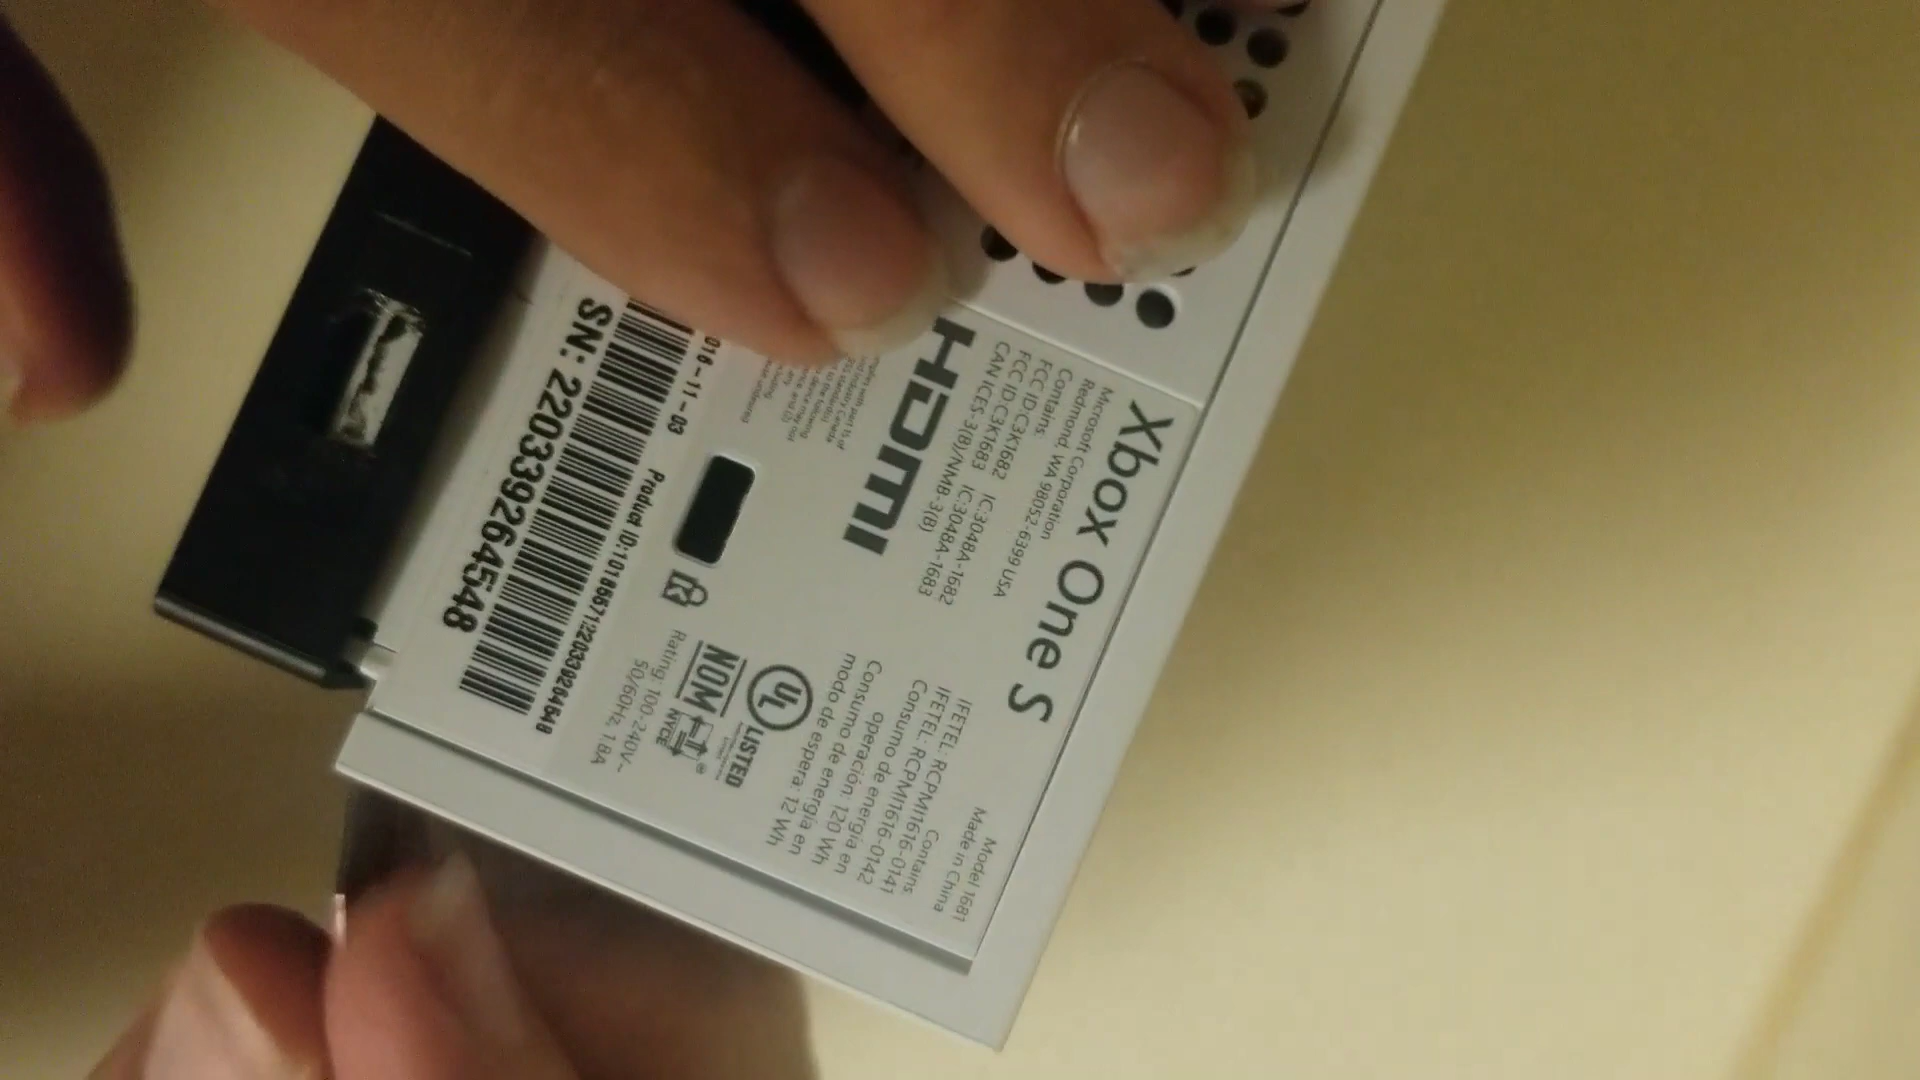 Xbox One S
Microsoft Corporation
Redmond, WA 98052-6399 USA
Contains:
FCC ID:C3K1682 IC:3048A-1682
FCC ID:C3K1683 IC:3048A-1683
CAN ICES-3(B)/NMB-3(B)
HDMI
Model 1681
Made in China
Contains:
IFETEL: RCPMI1616-0141
IFETEL: RCPMI1616-0142
Consumo de energía en
operación: 120 Wh
Consumo de energía en
modo de espera: 12 Wh
UL LISTED
NOM NYCE
Rating: 100-240V~
50/60Hz, 1.8A
016-11-03
Product ID:
SN: 220339264548